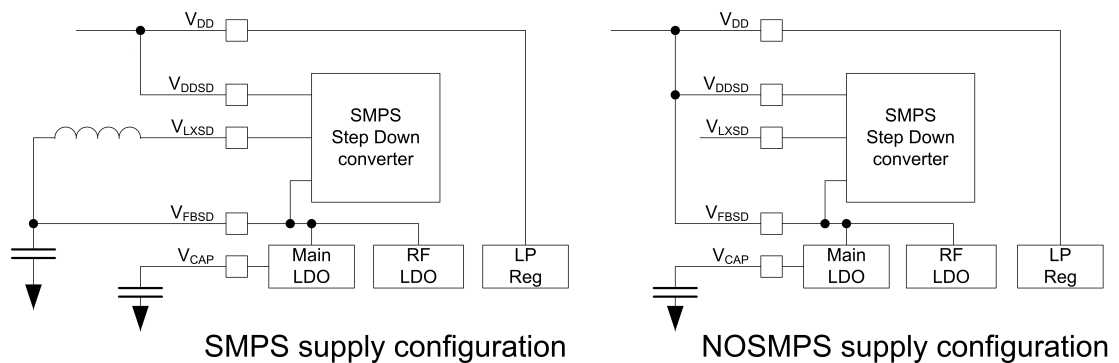 VDD
VDDSD
VLXSD
SMPS
Step Down
converter
VFBSD
VCAP
Main
LDO
RF
LDO
LP
Reg
SMPS supply configuration
VDD
VDDSD
VLXSD
SMPS
Step Down
converter
VFBSD
VCAP
Main
LDO
RF
LDO
LP
Reg
NOSMPS supply configuration